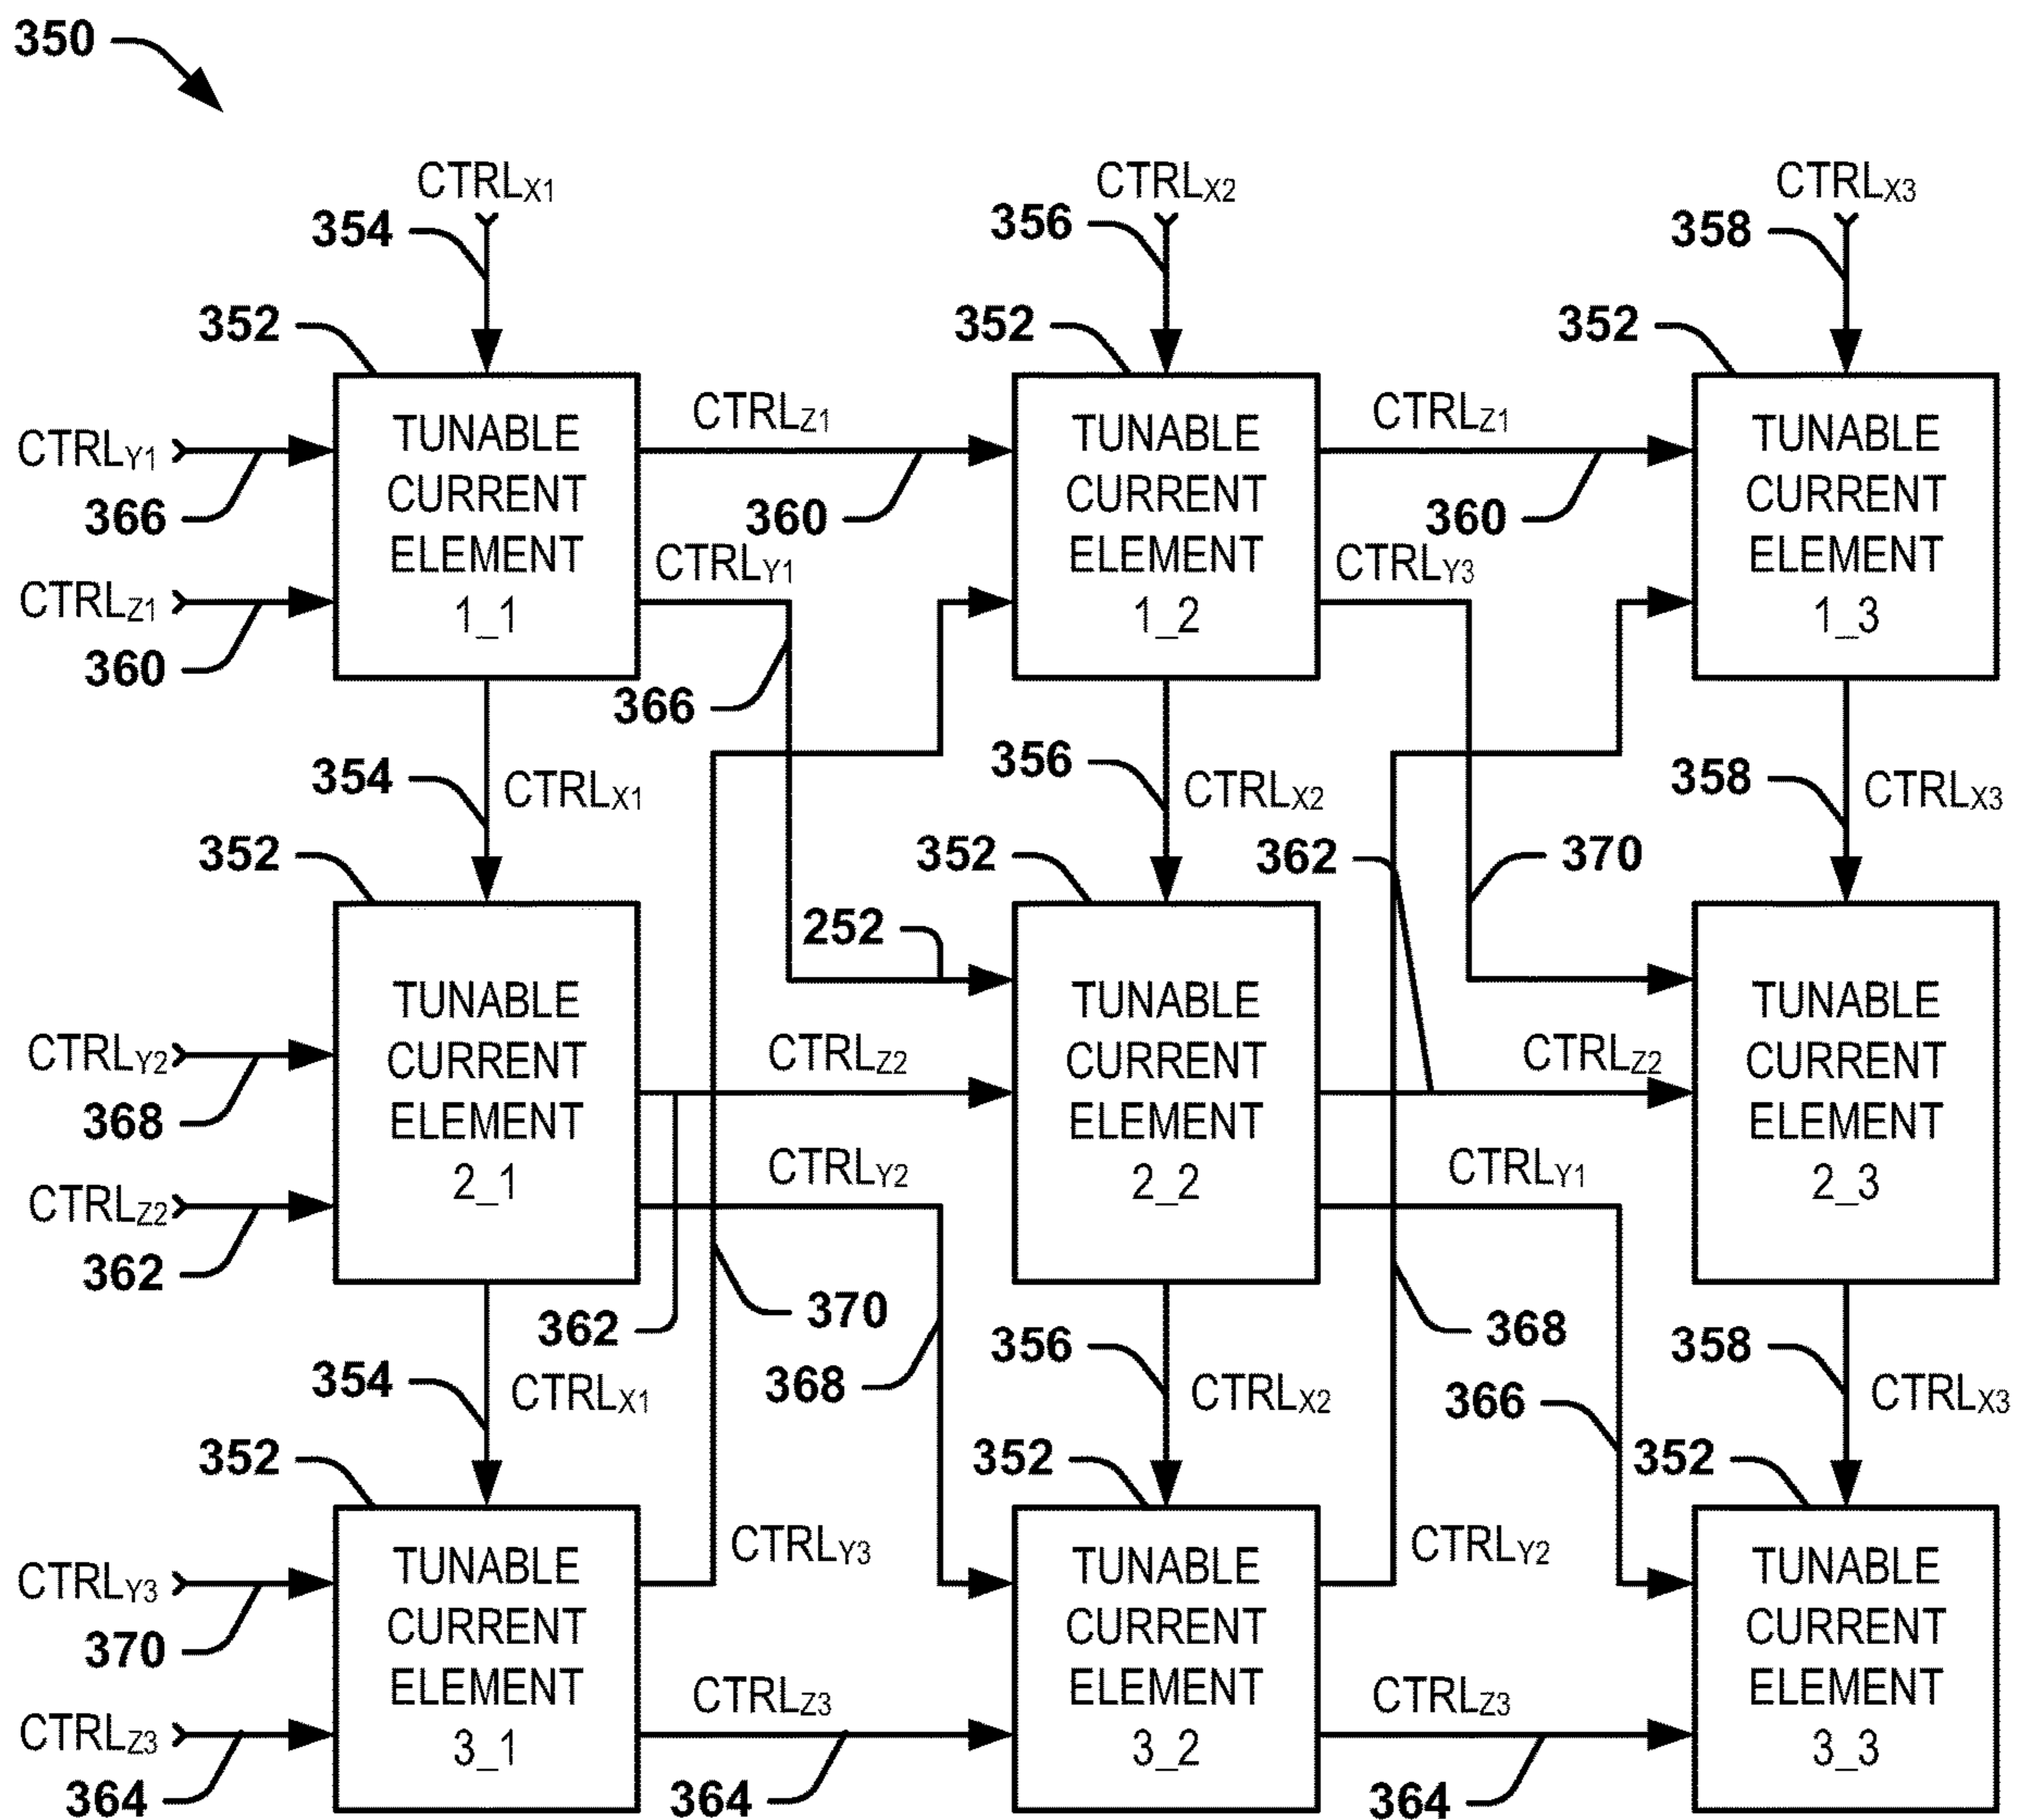 350
CTRLX1 CTRLX2 CTRLX3
354 356 358
352 352 352
CTRLY1 TUNABLE CURRENT ELEMENT 1_1 CTRLZ1 TUNABLE CURRENT ELEMENT 1_2 CTRLZ1 TUNABLE CURRENT ELEMENT 1_3
366 360 360
CTRLY1 CTRLY3
CTRLZ1
360 366
354 CTRLX1 356 CTRLX2 358 CTRLX3
352 352 362 370
252
TUNABLE CURRENT ELEMENT 2_1 TUNABLE CURRENT ELEMENT 2_2 TUNABLE CURRENT ELEMENT 2_3
CTRLY2 CTRLZ2 CTRLZ2
368
CTRLZ2 CTRLY2 CTRLY1
362 362 370 368
354 CTRLX1 368 356 CTRLX2 366 358 CTRLX3
352 352 352
CTRLY3 TUNABLE CURRENT ELEMENT 3_1 CTRLY3 TUNABLE CURRENT ELEMENT 3_2 CTRLY2 TUNABLE CURRENT ELEMENT 3_3
370
CTRLZ3 CTRLZ3 CTRLZ3
364 364 364